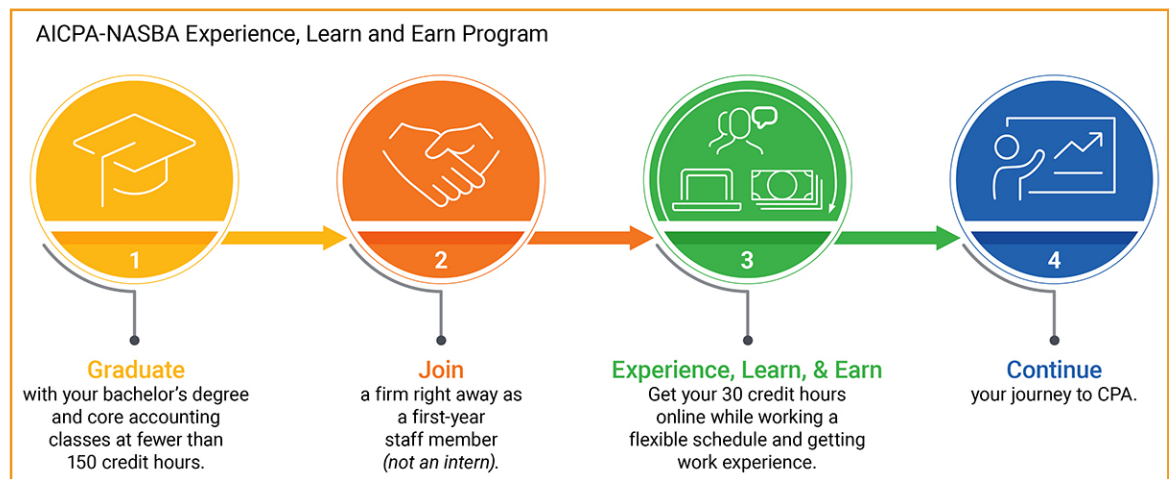 AICPA-NASBA Experience, Learn and Earn Program
1
2
3
4
Graduate
with your bachelor's degree
and core accounting
classes at fewer than
150 credit hours.
Join
a firm right away as
a first-year
staff member
(not an intern).
Experience, Learn, & Earn
Get your 30 credit hours
online while working a
flexible schedule and getting
work experience.
Continue
your journey to CPA.